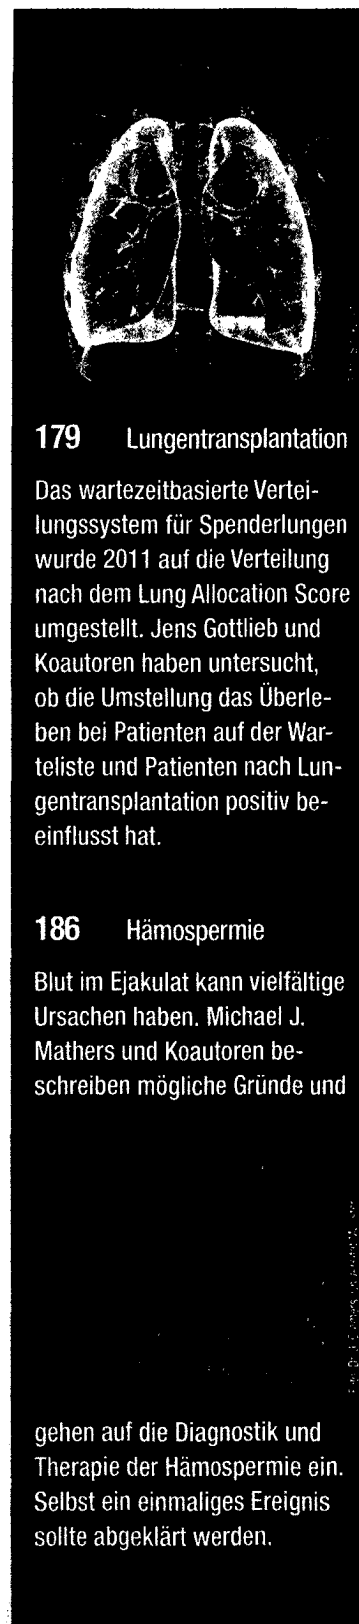 179 Lungentransplantation
Das wartezeitbasierte Vertei-
lungssystem für Spenderlungen
wurde 2011 auf die Verteilung
nach dem Lung Allocation Score
umgestellt. Jens Gottlieb und
Koautoren haben untersucht,
ob die Umstellung das Überle-
ben bei Patienten auf der War-
teliste und Patienten nach Lun-
gentransplantation positiv be-
einflusst hat.
186 Hämospermie
Blut im Ejakulat kann vielfältige
Ursachen haben. Michael J.
Mathers und Koautoren be-
schreiben mögliche Gründe und
gehen auf die Diagnostik und
Therapie der Hämospermie ein.
Selbst ein einmaliges Ereignis
sollte abgeklärt werden.